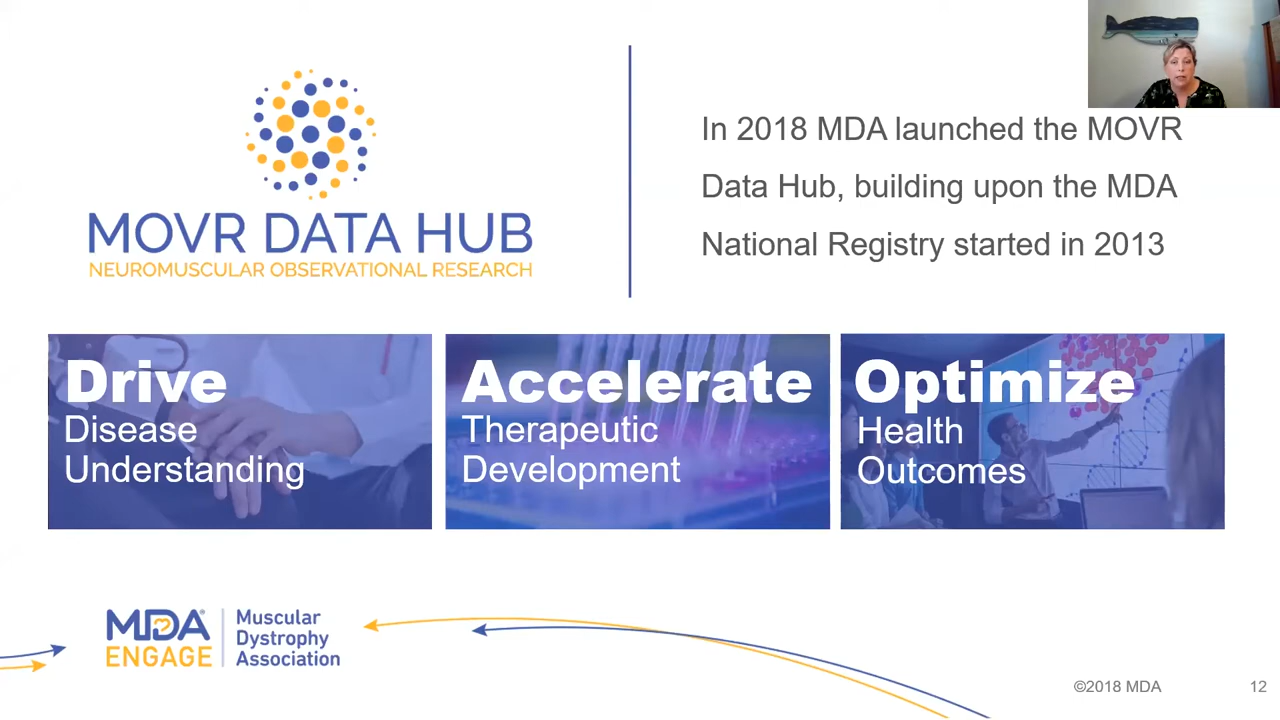 MOVR DATA HUB
NEUROMUSCULAR OBSERVATIONAL RESEARCH
In 2018 MDA launched the MOVR
Data Hub, building upon the MDA
National Registry started in 2013
Drive
Disease
Understanding
Accelerate
Therapeutic
Development
Optimize
Health
Outcomes
MDA®
ENGAGE
Muscular
Dystrophy
Association
©2018 MDA
12